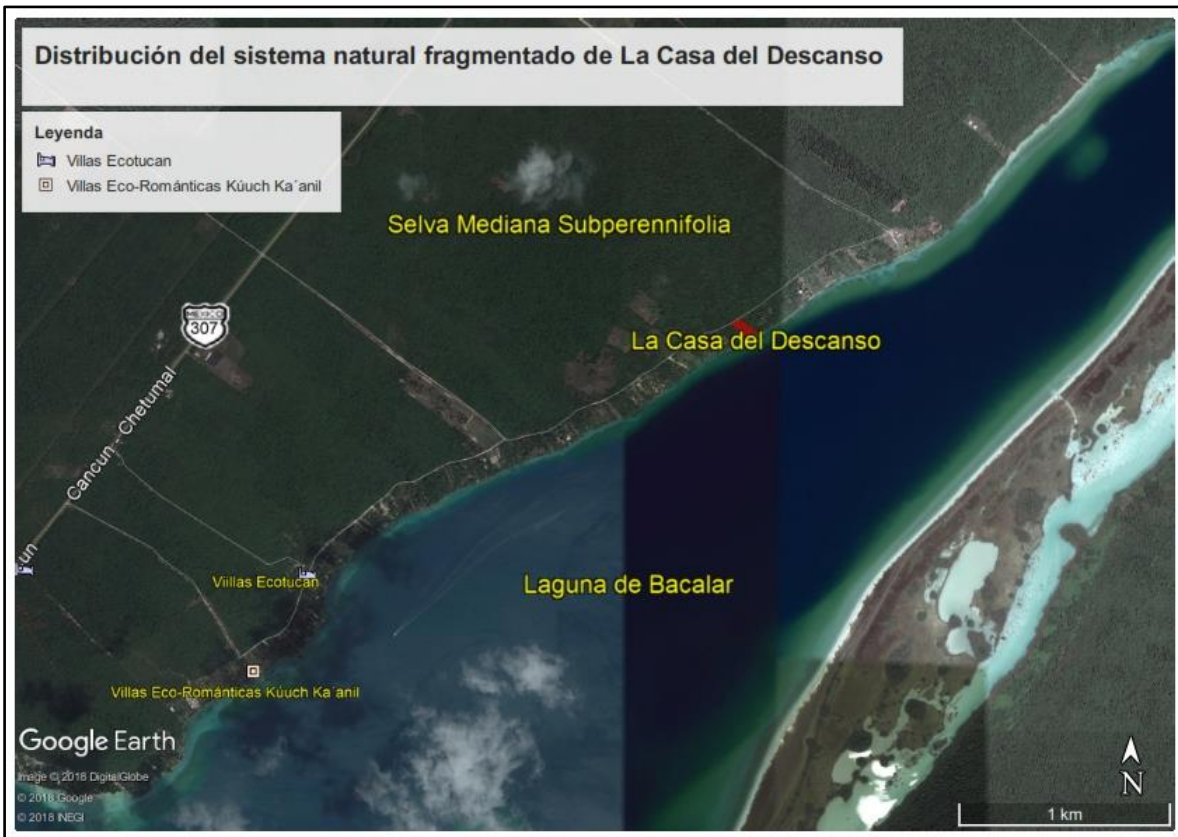 Distribución del sistema natural fragmentado de La Casa del Descanso
Leyenda
Villas Ecotucan
Villas Eco-Románticas Kúuch Ka´anil
Selva Mediana Subperennifolia
MEXICO
307
La Casa del Descanso
Cancun - Chetumal
un
Viillas Ecotucan
Laguna de Bacalar
Villas Eco-Románticas Kúuch Ka´anil
Google Earth
Image © 2018 DigitalGlobe
© 2018 Google
© 2018 INEGI
N
1 km